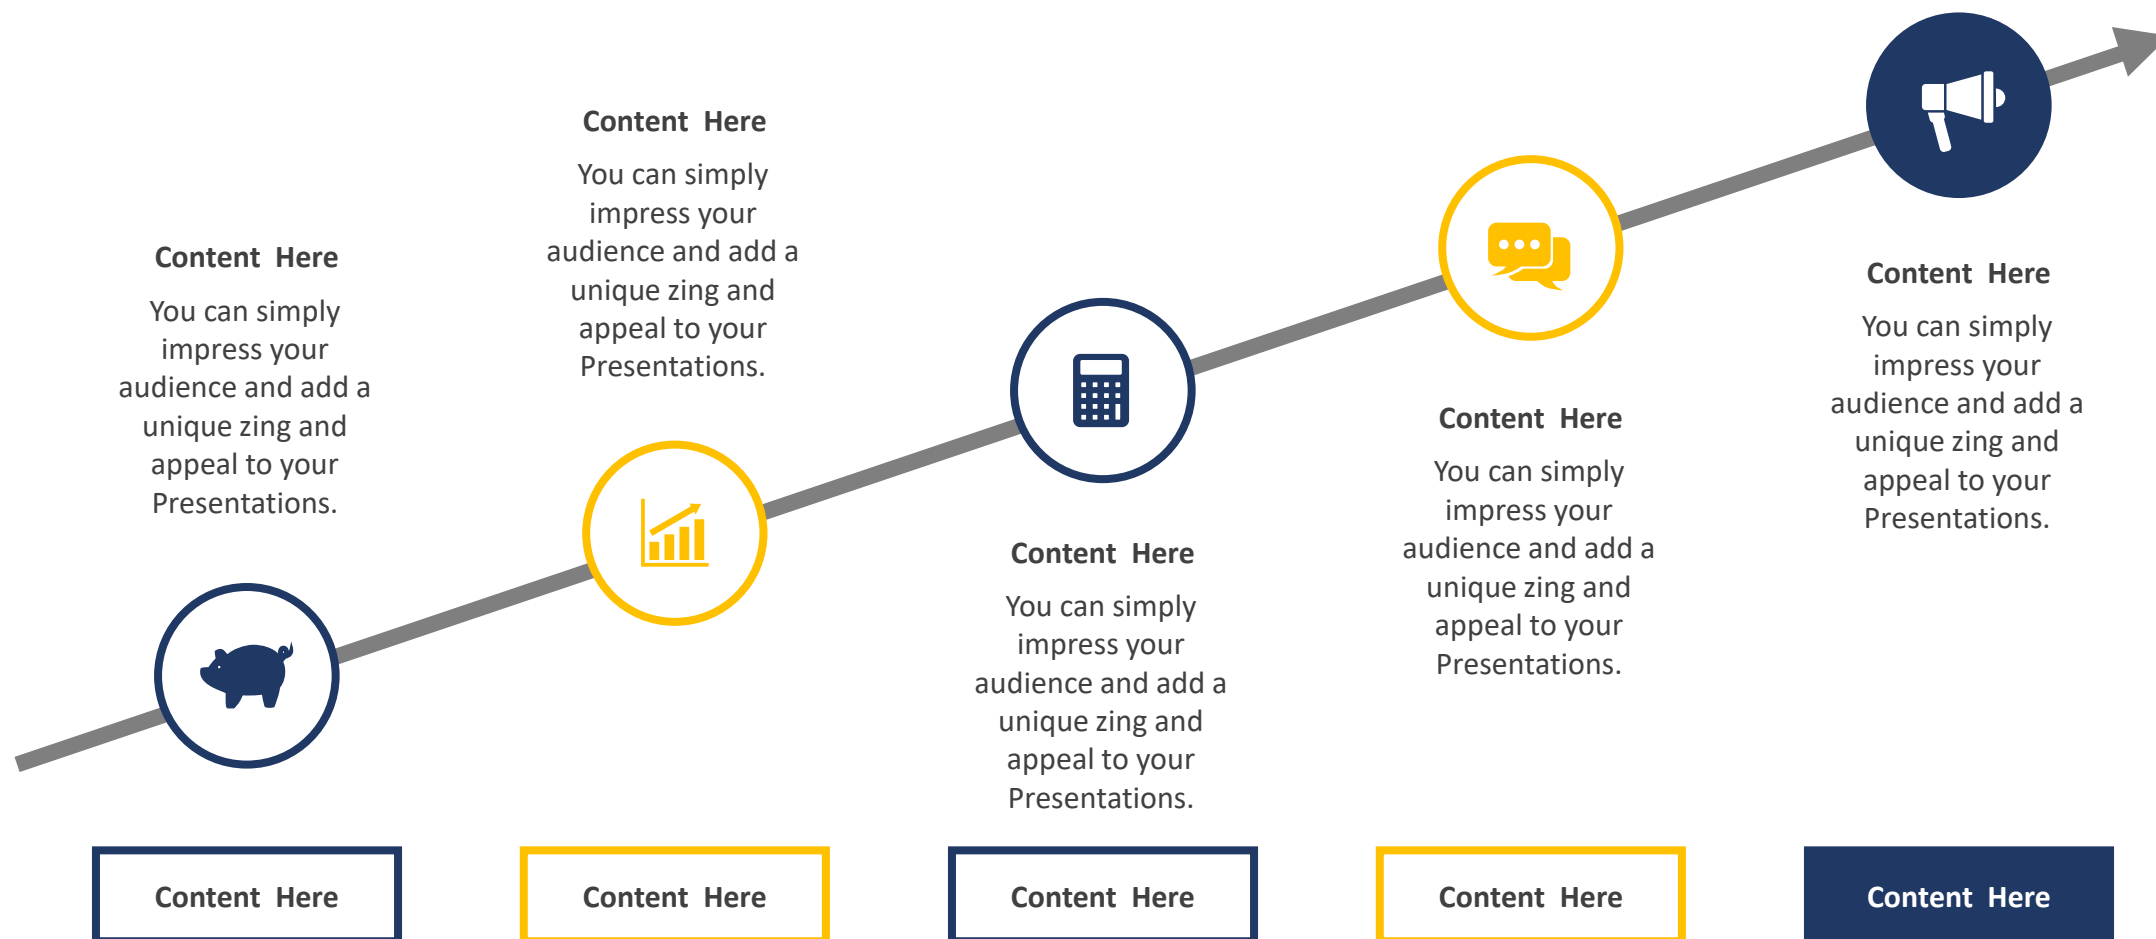 Content Here
You can simply
impress your
audience and add a
unique zing and
appeal to your
Presentations.
Content Here
You can simply
impress your
audience and add a
unique zing and
appeal to your
Presentations.
Content Here
You can simply
impress your
audience and add a
unique zing and
appeal to your
Presentations.
Content Here
You can simply
impress your
audience and add a
unique zing and
appeal to your
Presentations.
Content Here
You can simply
impress your
audience and add a
unique zing and
appeal to your
Presentations.
Content Here
Content Here
Content Here
Content Here
Content Here